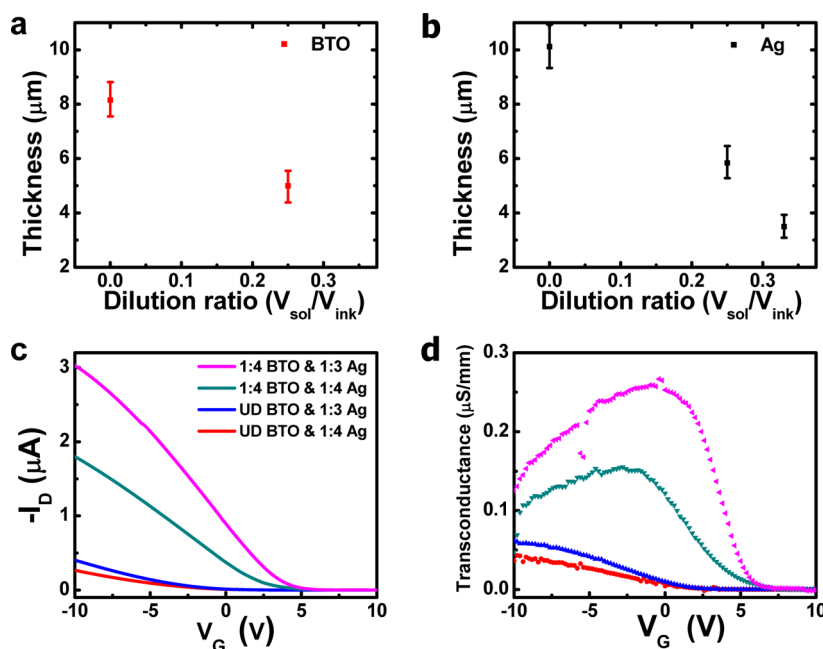 a
BTO
Thickness (μm)
10
8
6
4
2
0.0 0.1 0.2 0.3
Dilution ratio (V_sol/V_ink)
b
Ag
Thickness (μm)
10
8
6
4
2
0.0 0.1 0.2 0.3
Dilution ratio (V_sol/V_ink)
c
1:4 BTO & 1:3 Ag
1:4 BTO & 1:4 Ag
UD BTO & 1:3 Ag
UD BTO & 1:4 Ag
-I_D (μA)
3
2
1
0
-10 -5 0 5 10
V_G (V)
d
Transconductance (μS/mm)
0.3
0.2
0.1
0.0
-10 -5 0 5 10
V_G (V)